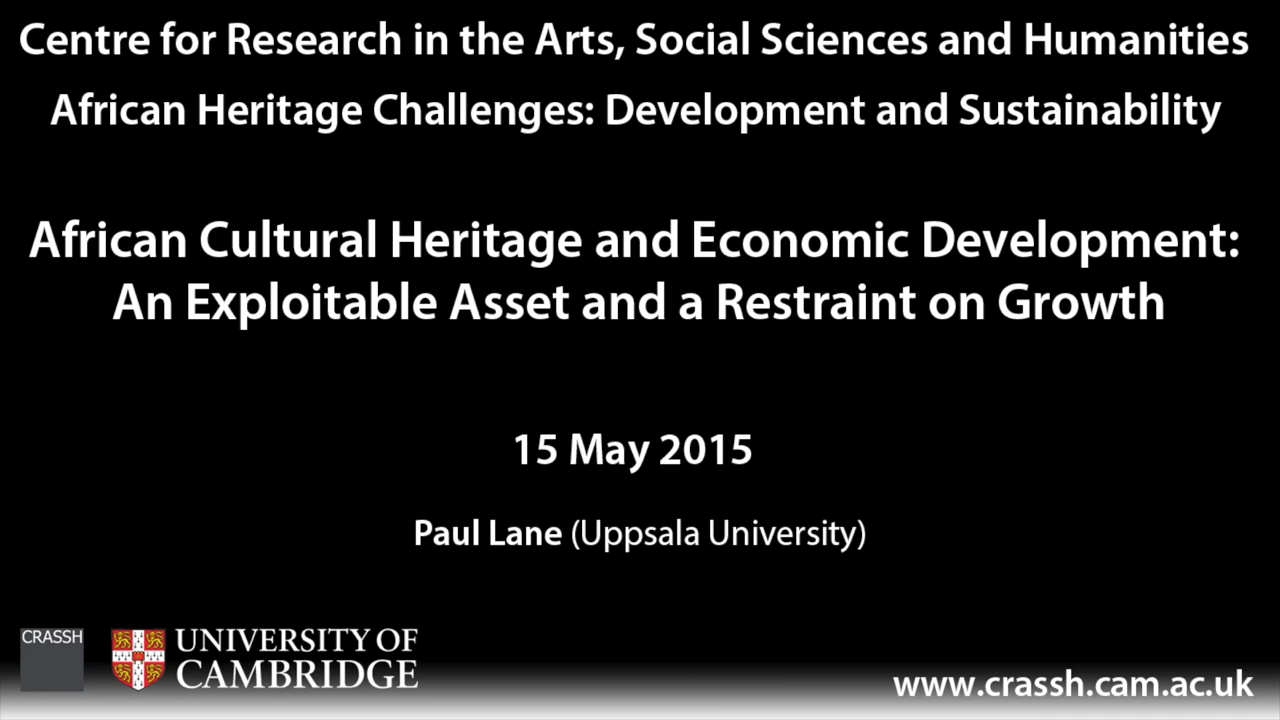 Centre for Research in the Arts, Social Sciences and Humanities
African Heritage Challenges: Development and Sustainability
African Cultural Heritage and Economic Development:
An Exploitable Asset and a Restraint on Growth
15 May 2015
Paul Lane (Uppsala University)
CRASSH
UNIVERSITY OF
CAMBRIDGE
www.crassh.cam.ac.uk